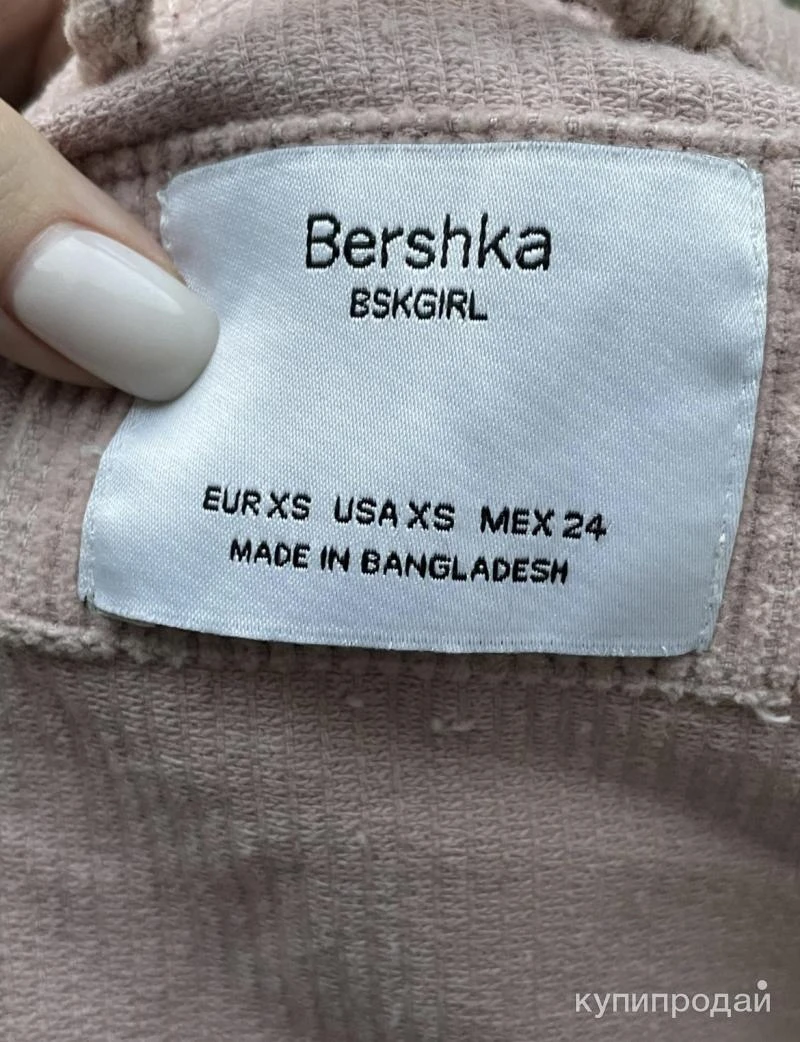 Bershka
BSKGIRL
EUR XS USA XS MEX 24
MADE IN BANGLADESH
купипродай